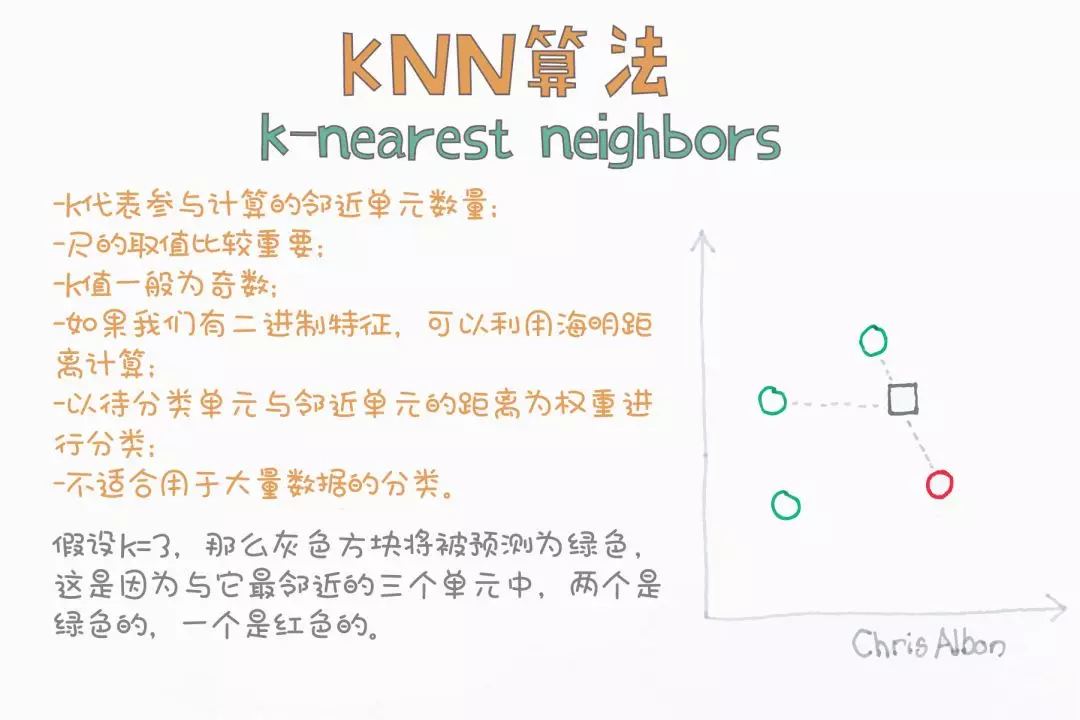 KNN算法
k-nearest neighbors
-k代表参与计算的邻近单元数量;
-尺的取值比较重要;
-k值一般为奇数;
-如果我们有二进制特征，可以利用海明距
离计算;
-以待分类单元与邻近单元的距离为权重进
行分类;
-不适合用于大量数据的分类。
假设k=3，那么灰色方块将被预测为绿色，
这是因为与它最邻近的三个单元中，两个是
绿色的，一个是红色的。
Chris Albon